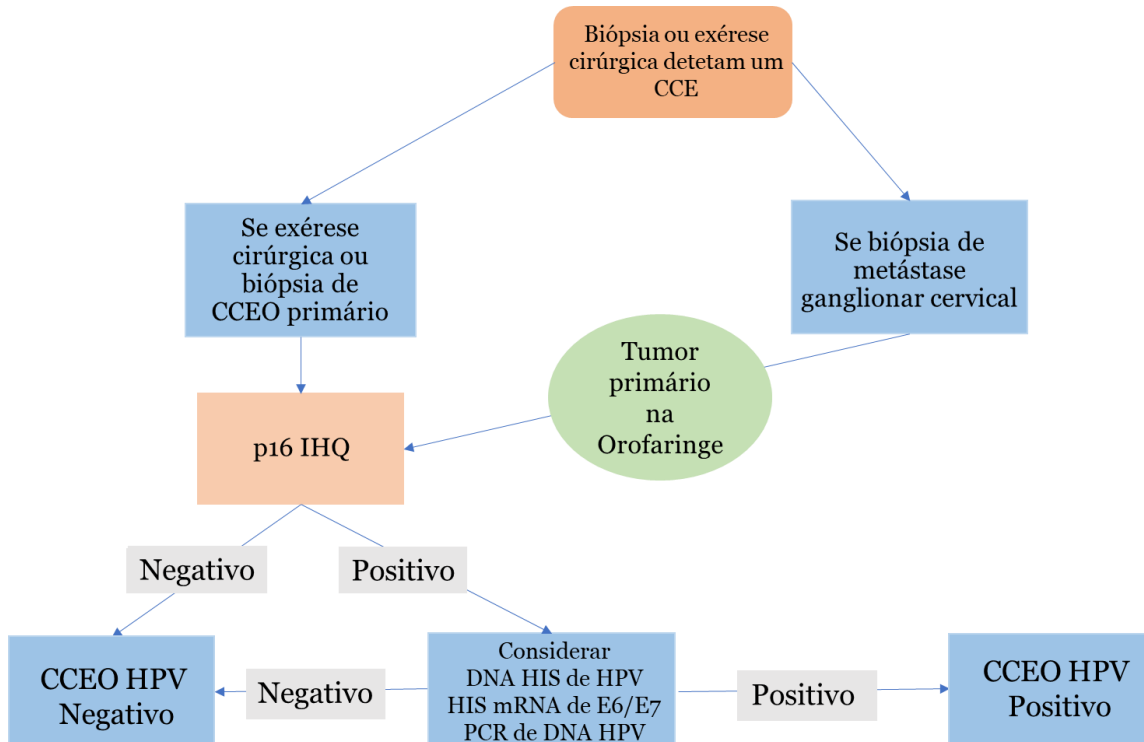 Biópsia ou exérese
cirúrgica detetam um
CCE
Se exérese
cirúrgica ou
biópsia de
CCEO primário
Se biópsia de
metástase
ganglionar cervical
Tumor
primário
na
Orofaringe
p16 IHQ
Negativo
Positivo
CCEO HPV
Negativo
Negativo
Considerar
DNA HIS de HPV
HIS mRNA de E6/E7
PCR de DNA HPV
Positivo
CCEO HPV
Positivo